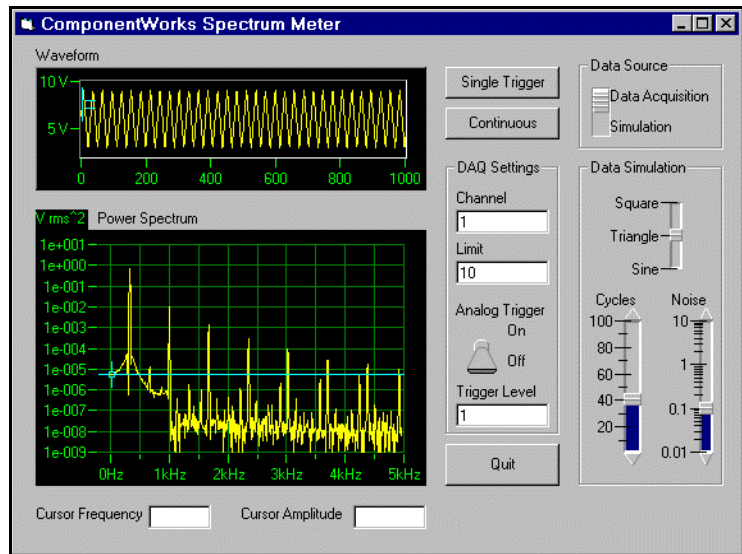 ComponentWorks Spectrum Meter
Waveform
10 V
5 V
0 200 400 600 800 1000
V rms^2 Power Spectrum
1e+001
1e+000
1e-001
1e-002
1e-003
1e-004
1e-005
1e-006
1e-007
1e-008
1e-009
0Hz 1kHz 2kHz 3kHz 4kHz 5kHz
Cursor Frequency
Cursor Amplitude
Single Trigger
Continuous
DAQ Settings
Channel
1
Limit
10
Analog Trigger
On
Off
Trigger Level
1
Quit
Data Source
Data Acquisition
Simulation
Data Simulation
Square
Triangle
Sine
Cycles
100
80
60
40
20
Noise
10
1
0.1
0.01